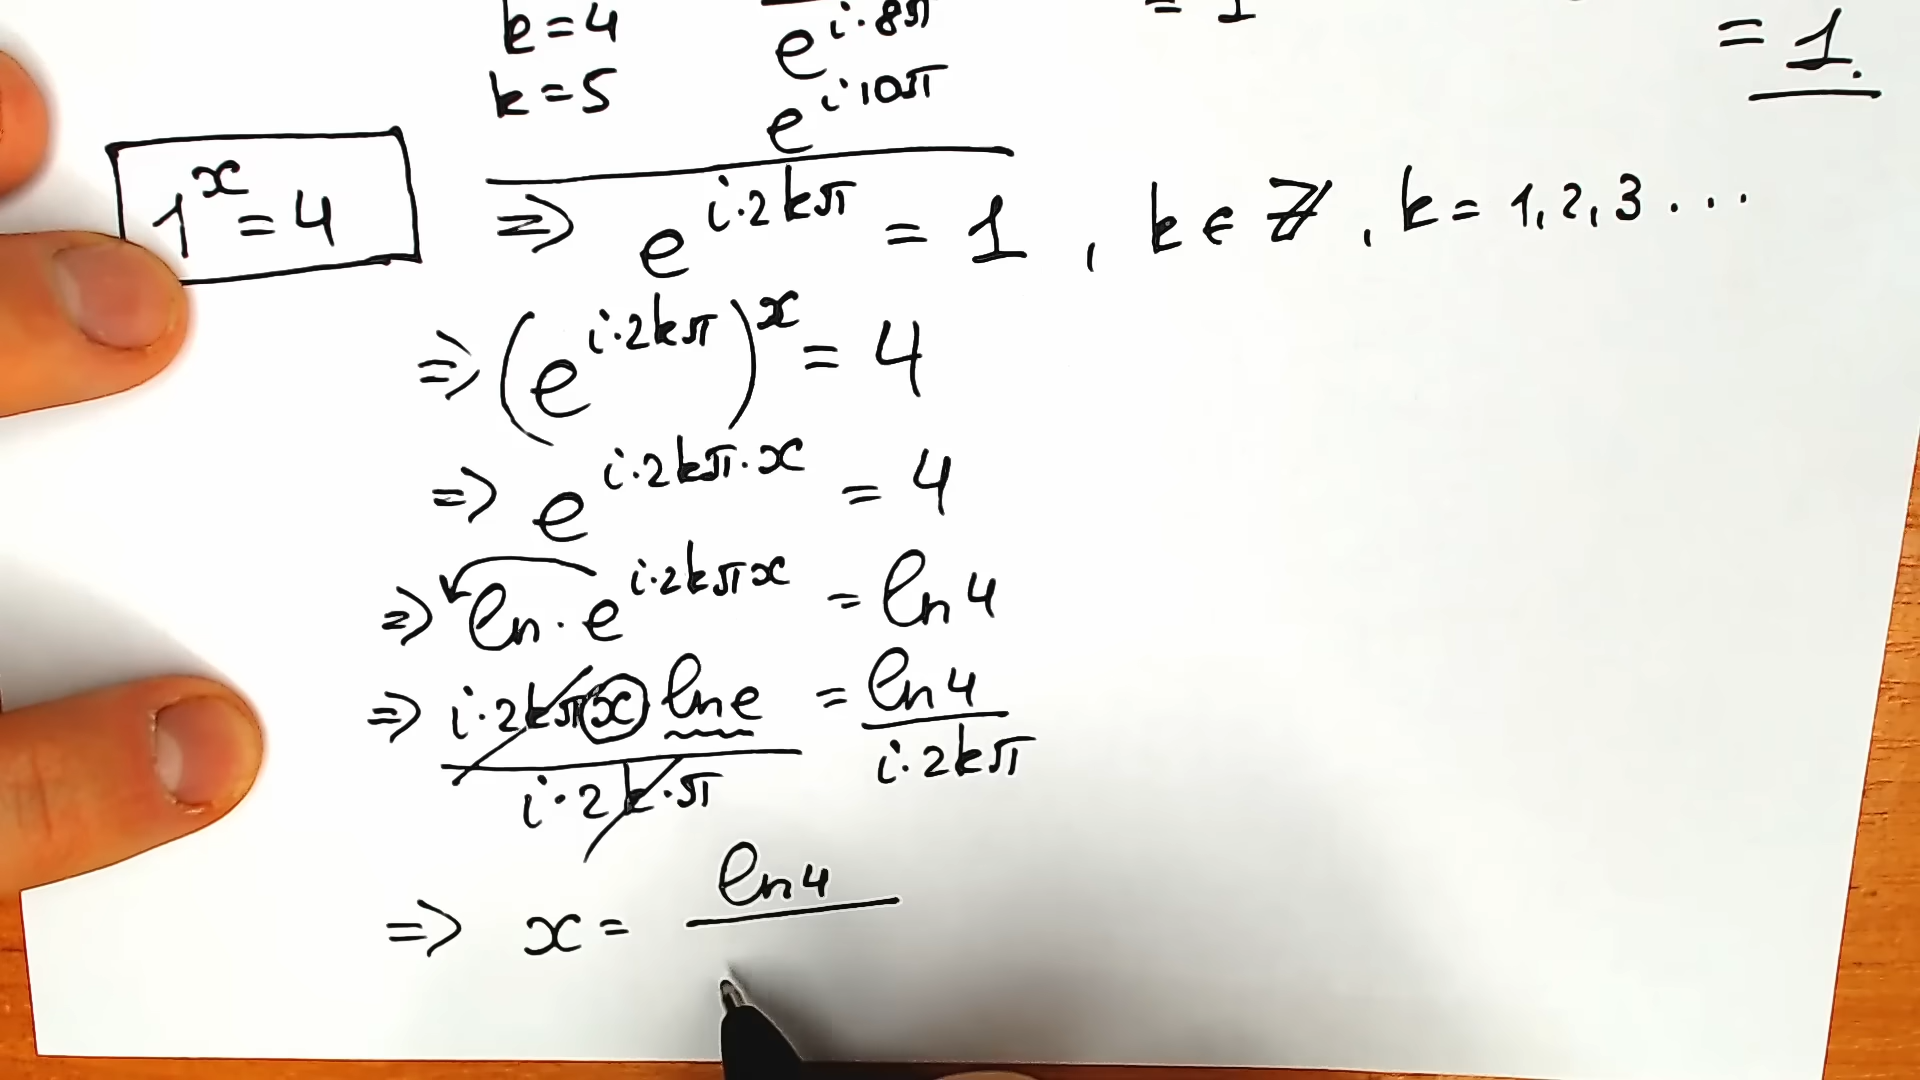 k=4 e^{i·8π} = 1 = 1.
k=5 e^{i·10π}
1^x=4 => e^{i·2kπ} = 1 , k ∈ ℤ , k = 1,2,3...
=> (e^{i·2kπ})^x = 4
=> e^{i·2kπ·x} = 4
=> ln·e^{i·2kπx} = ln4
=> i·2kπx lne / i·2k·π = ln4 / i·2kπ
=> x = ln4